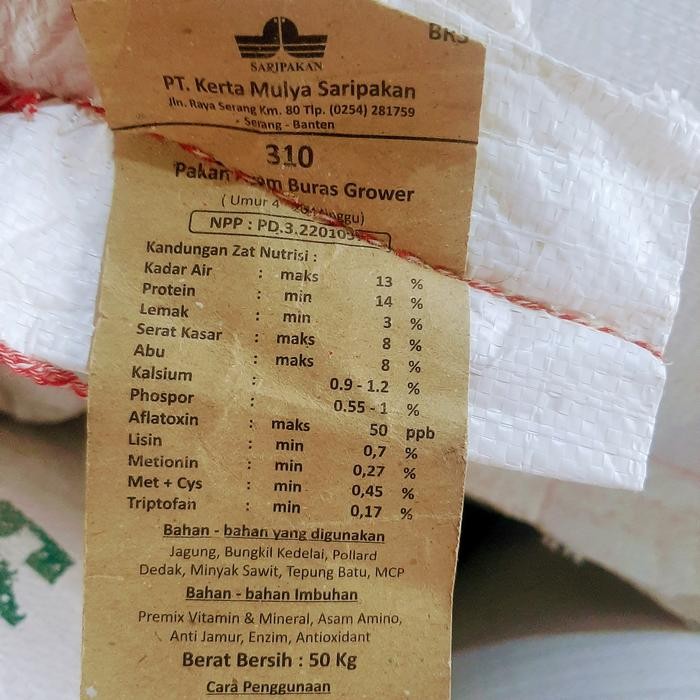 BRS
SARIPAKAN
PT. Kerta Mulya Saripakan
Jln. Raya Serang Km. 80 Tlp. (0254) 281759
- Serang - Banten
310
Pakan Buras Grower
( Umur 4
NPP : PD.3.220103
Kandungan Zat Nutrisi :
Kadar Air : maks 13 %
Protein : min 14 %
Lemak : min 3 %
Serat Kasar : maks 8 %
Abu : maks 8 %
Kalsium : 0.9 - 1.2 %
Phospor : 0.55 - 1 %
Aflatoxin : maks 50 ppb
Lisin : min 0,7 %
Metionin : min 0,27 %
Met + Cys : min 0,45 %
Triptofan : min 0,17 %
Bahan - bahan yang digunakan
Jagung, Bungkil Kedelai, Pollard
Dedak, Minyak Sawit, Tepung Batu, MCP
Bahan - bahan Imbuhan
Premix Vitamin & Mineral, Asam Amino,
Anti Jamur, Enzim, Antioxidant
Berat Bersih : 50 Kg
Cara Penggunaan